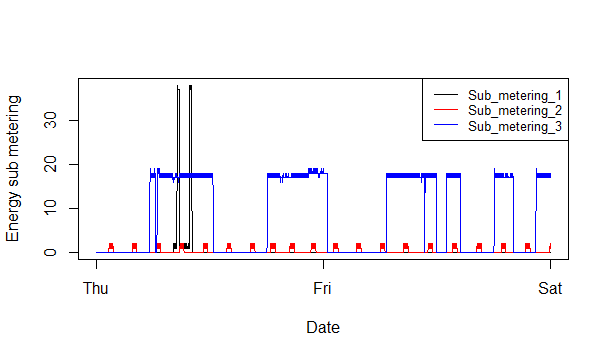 Sub_metering_1
Sub_metering_2
Sub_metering_3
Energy sub metering
30
20
10
0
Thu Fri Sat
Date